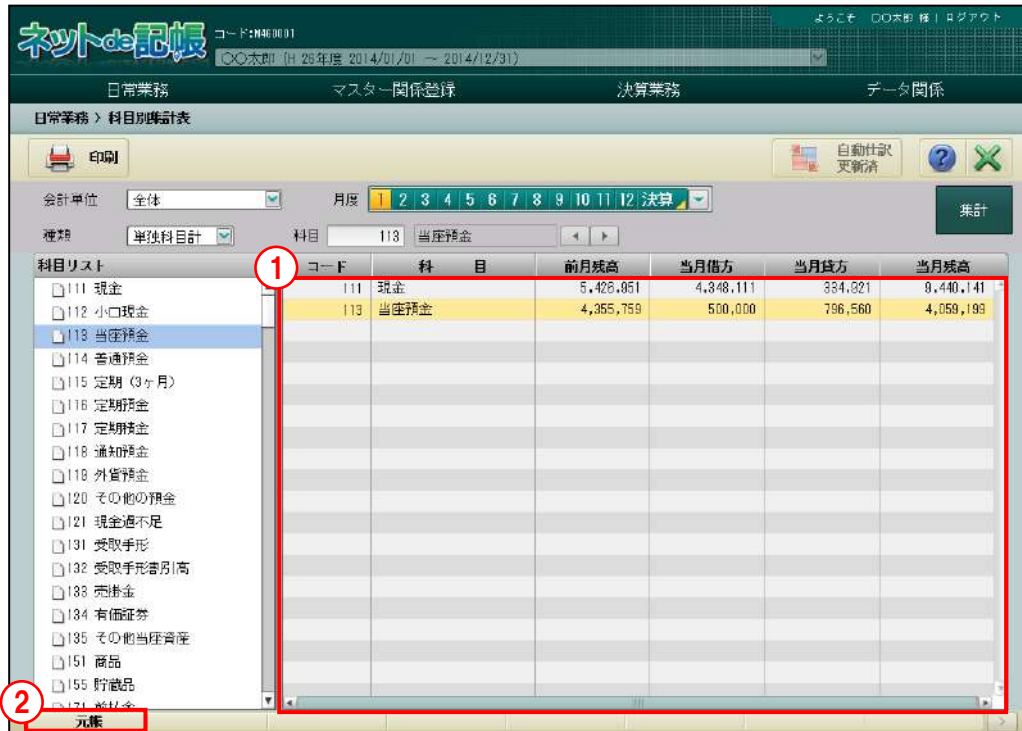 ようこそ 〇〇太郎 様 | ログアウト
ネットde記帳 コード:M460001
〇〇太郎 (H 26年度 2014/01/01 ～ 2014/12/31)
日常業務 マスター関係登録 決算業務 データ関係
日常業務 > 科目別集計表
印刷 自動仕訳更新済 ?
会計単位 全体 月度 1 2 3 4 5 6 7 8 9 10 11 12 決算 集計
種類 単独科目計 科目 113 当座預金
科目リスト ① コード 科 目 前月残高 当月借方 当月貸方 当月残高
111 現金 111 現金 5,426,951 4,348,111 334,921 9,440,141
112 小口現金 113 当座預金 4,355,759 500,000 796,560 4,059,199
113 当座預金
114 普通預金
115 定期（3ヶ月）
116 定期預金
117 定期積金
118 通知預金
119 外貨預金
120 その他の預金
121 現金過不足
131 受取手形
132 受取手形割引高
133 売掛金
134 有価証券
135 その他当座資産
151 商品
155 貯蔵品
171 前払金
② 元帳